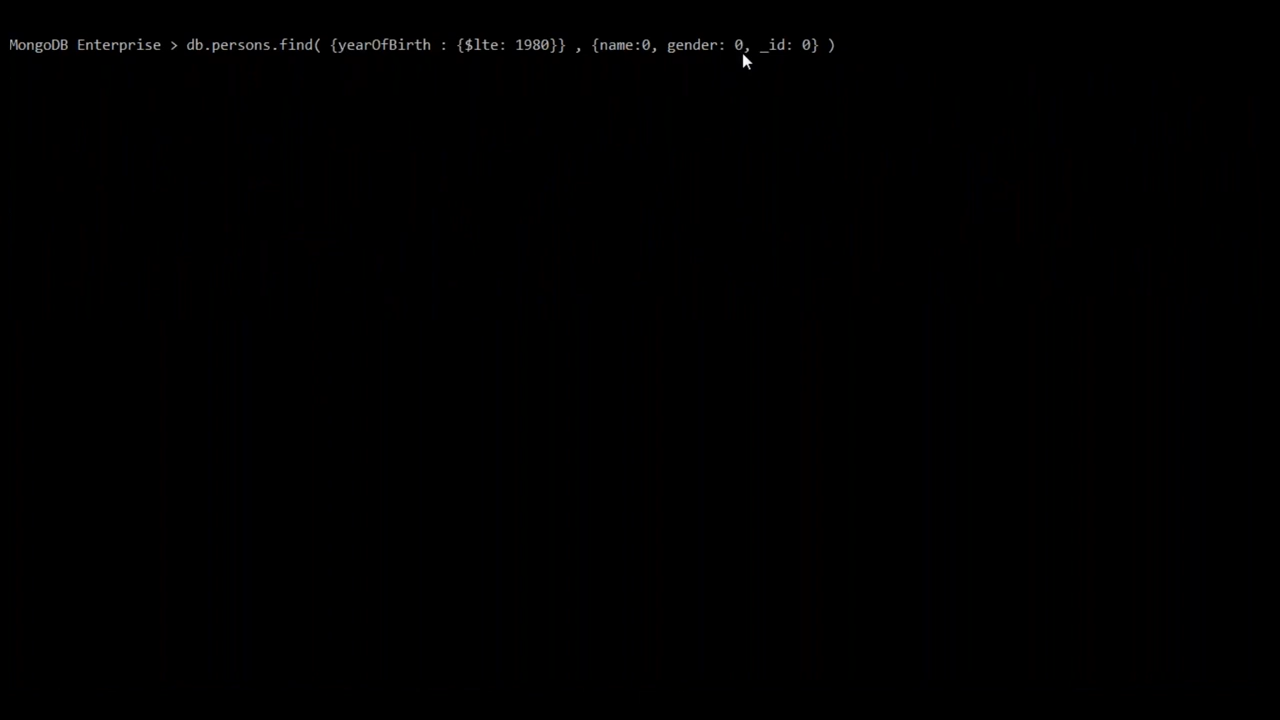 MongoDB Enterprise > db.persons.find( {yearOfBirth : {$lte: 1980}} , {name:0, gender: 0, _id: 0} )